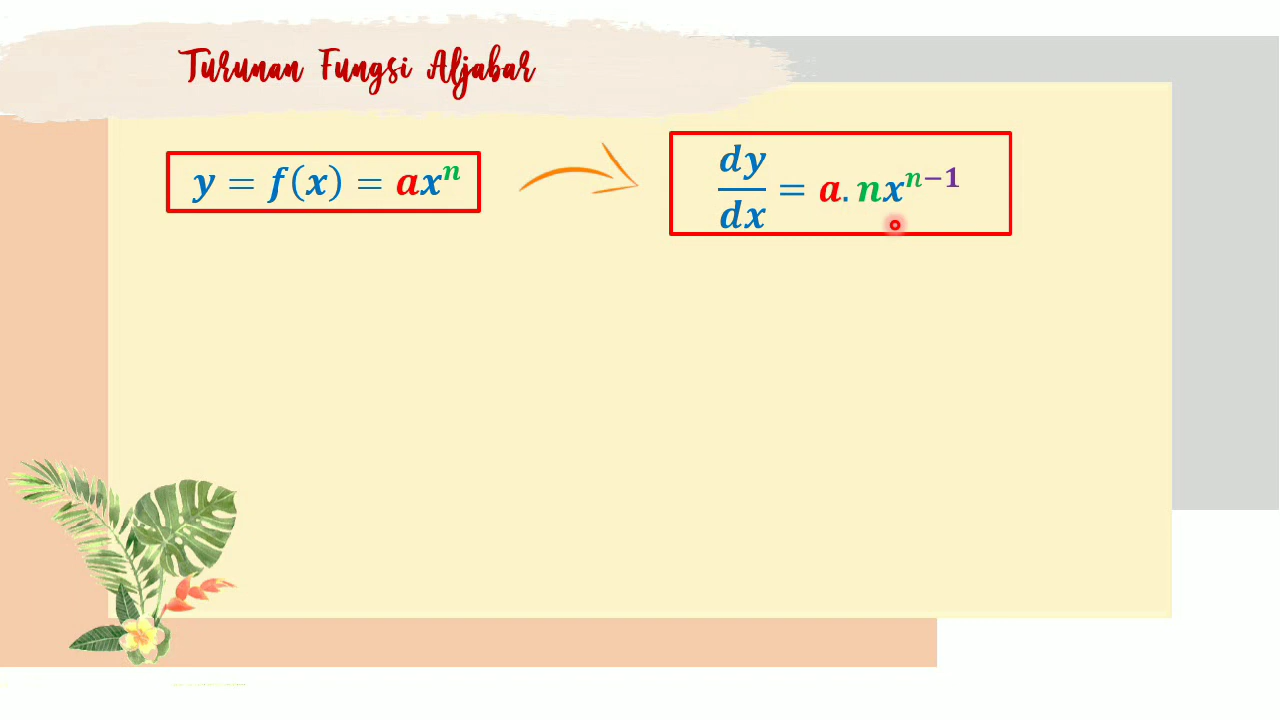 Turunan Fungsi Aljabar
y = f(x) = axⁿ
dy/dx = a.nxⁿ⁻¹